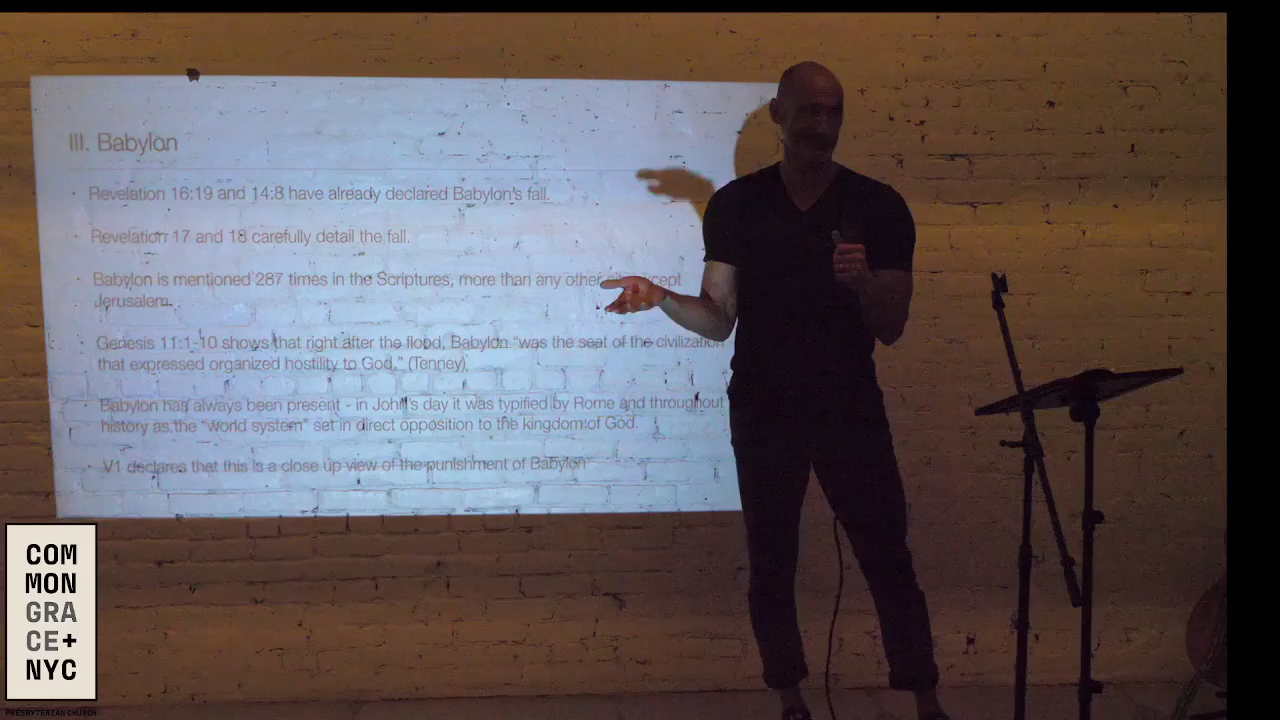 III. Babylon
· Revelation 16:19 and 14:8 have already declared Babylon's fall.
· Revelation 17 and 18 carefully detail the fall.
· Babylon is mentioned 287 times in the Scriptures, more than any other
Jerusalem.
· Genesis 11:1-10 shows that right after the flood, Babylon "was the seat of the civilization
that expressed organized hostility to God." (Tenney).
· Babylon has always been present - in John's day it was typified by Rome and throughout
history as the "world system" set in direct opposition to the kingdom of God.
· V1 declares that this is a close up view of the punishment of Babylon
COM
MON
GRA
CE+
NYC
PRESBYTERIAN CHURCH